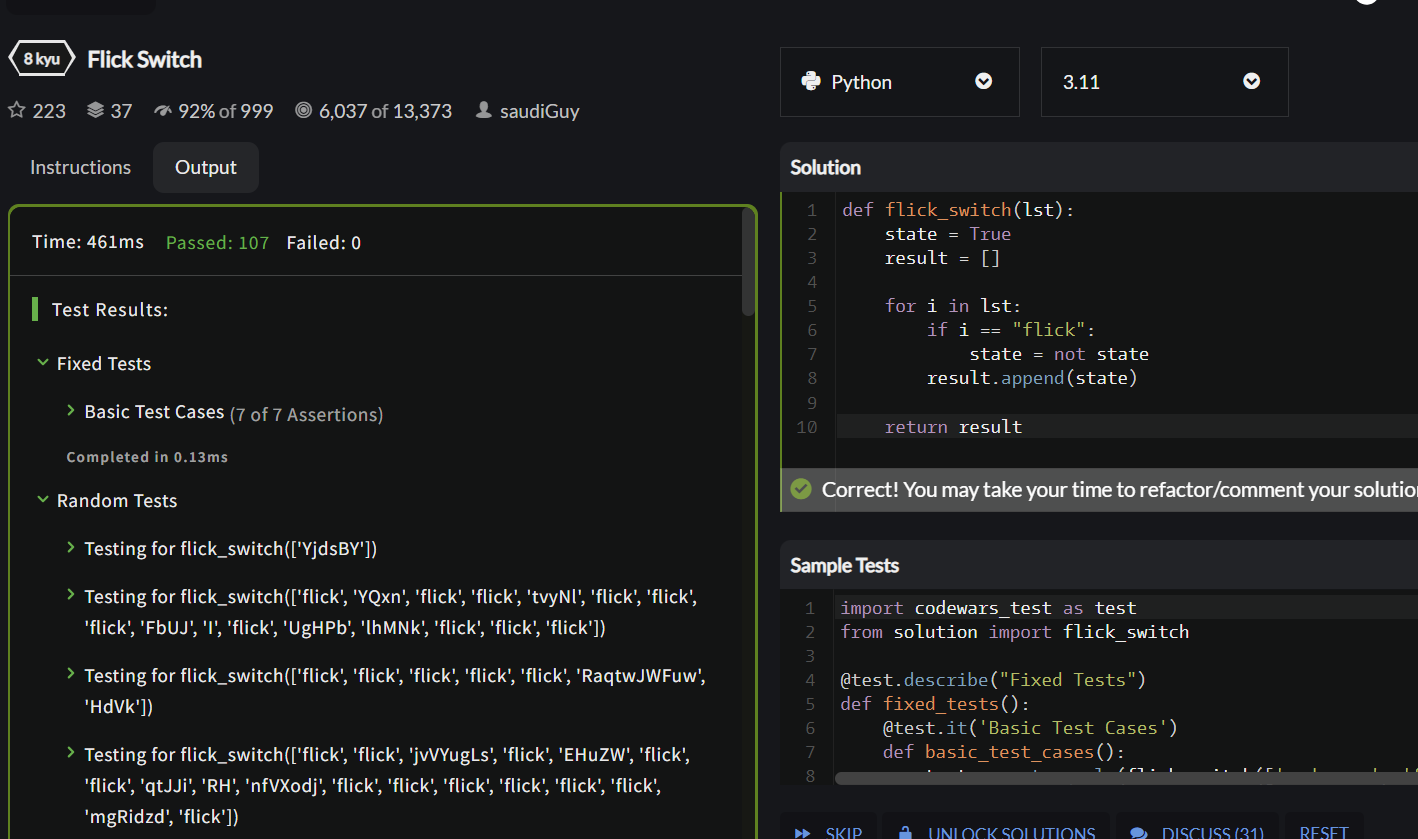 8 kyu Flick Switch
223 37 92% of 999 6,037 of 13,373 saudiGuy
Instructions Output
Time: 461ms Passed: 107 Failed: 0
Test Results:
Fixed Tests
Basic Test Cases (7 of 7 Assertions)
Completed in 0.13ms
Random Tests
Testing for flick_switch(['YjdsBY'])
Testing for flick_switch(['flick', 'YQxn', 'flick', 'flick', 'tvyNl', 'flick', 'flick',
'flick', 'FbUJ', 'I', 'flick', 'UgHPb', 'lhMNk', 'flick', 'flick', 'flick'])
Testing for flick_switch(['flick', 'flick', 'flick', 'flick', 'flick', 'RaqtwJWFuw',
'HdVk'])
Testing for flick_switch(['flick', 'flick', 'jvVYugLs', 'flick', 'EHuZW', 'flick',
'flick', 'qtJJi', 'RH', 'nfVXodj', 'flick', 'flick', 'flick', 'flick', 'flick', 'flick',
'mgRidzd', 'flick'])
Python 3.11
Solution
1 def flick_switch(lst):
2     state = True
3     result = []
4
5     for i in lst:
6         if i == "flick":
7             state = not state
8         result.append(state)
9
10     return result
Correct! You may take your time to refactor/comment your solution
Sample Tests
1 import codewars_test as test
2 from solution import flick_switch
3
4 @test.describe("Fixed Tests")
5 def fixed_tests():
6     @test.it('Basic Test Cases')
7     def basic_test_cases():
8
SKIP UNLOCK SOLUTIONS DISCUSS (31) RESET